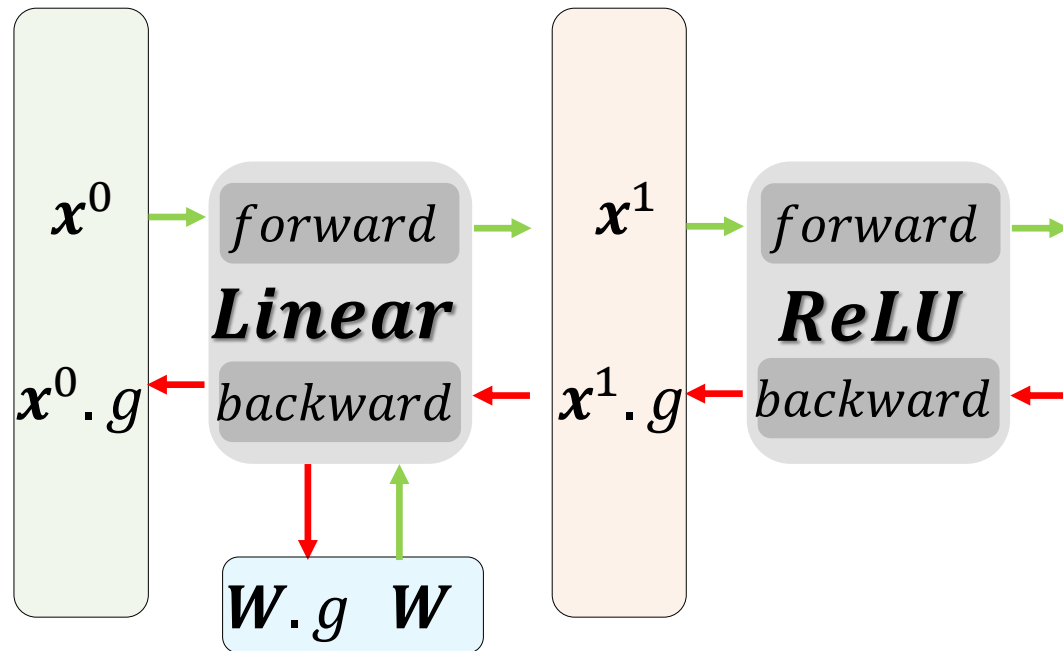 x⁰
x⁰.g
forward
Linear
backward
W.g W
x¹
x¹.g
forward
ReLU
backward